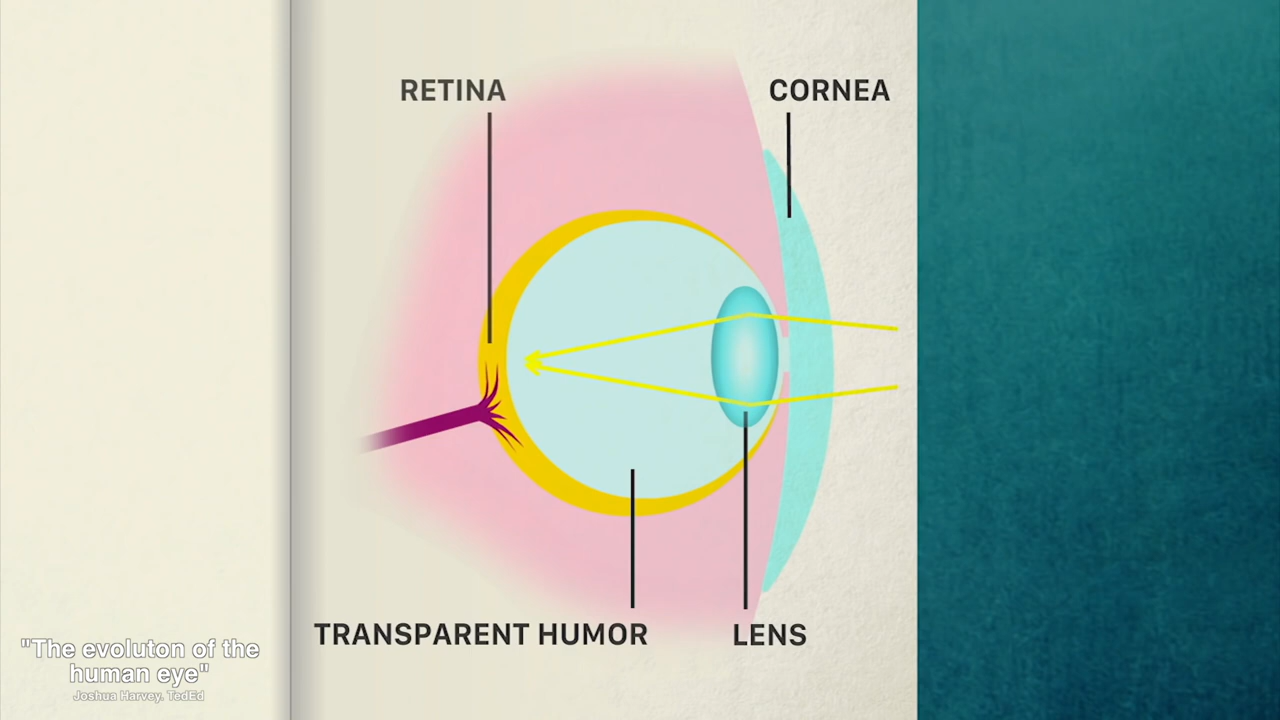 RETINA
CORNEA
TRANSPARENT HUMOR
LENS
"The evoluton of the
human eye"
Joshua Harvey. TedEd